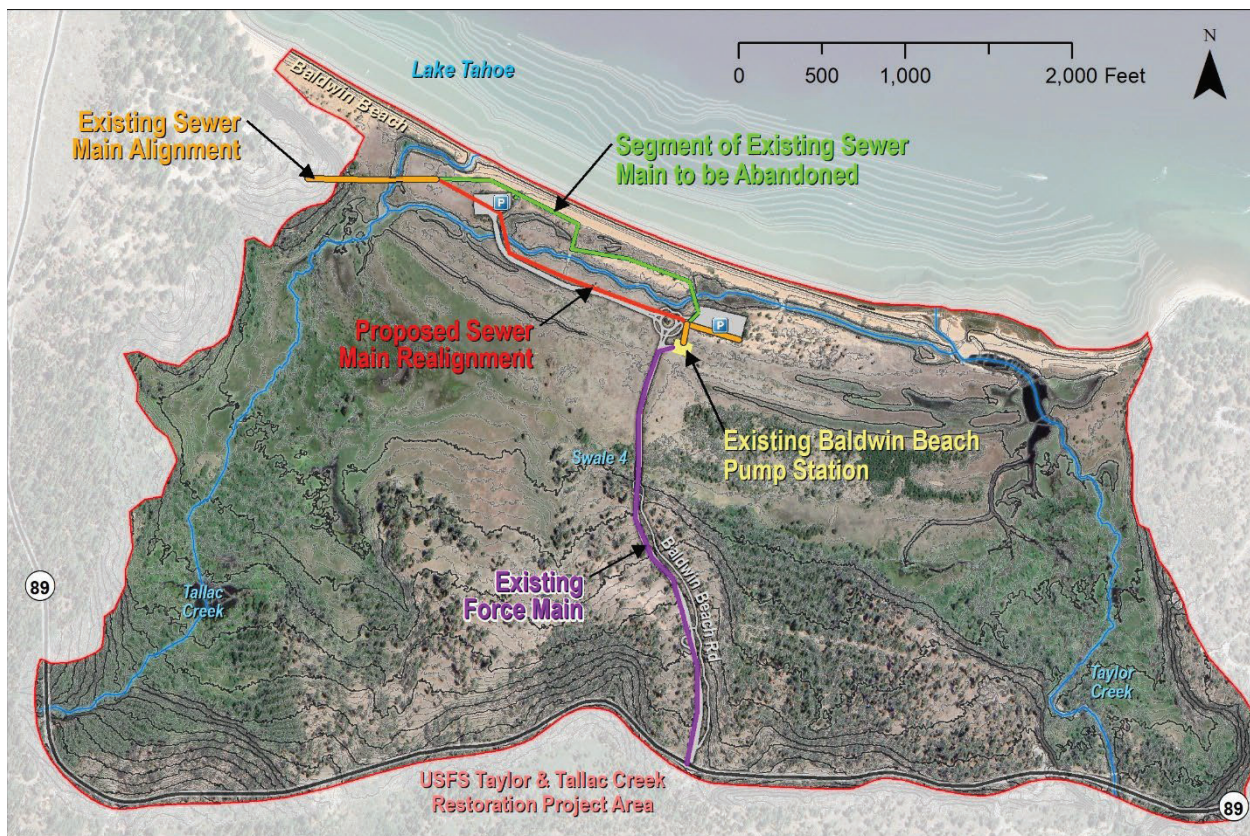 N
Lake Tahoe
0 500 1,000 2,000 Feet
Baldwin Beach
Existing Sewer
Main Alignment
Segment of Existing Sewer
Main to be Abandoned
P
Proposed Sewer
Main Realignment
P
Existing Baldwin Beach
Pump Station
Swale 4
Existing
Force Main
Baldwin Beach Rd
89
Tallac
Creek
Taylor
Creek
USFS Taylor & Tallac Creek
Restoration Project Area
89